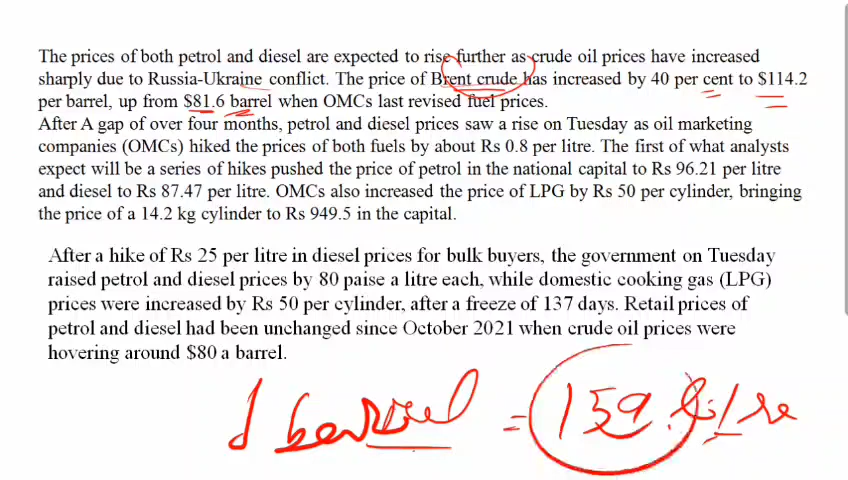 The prices of both petrol and diesel are expected to rise further as crude oil prices have increased
sharply due to Russia-Ukraine conflict. The price of Brent crude has increased by 40 per cent to $114.2
per barrel, up from $81.6 barrel when OMCs last revised fuel prices.
After A gap of over four months, petrol and diesel prices saw a rise on Tuesday as oil marketing
companies (OMCs) hiked the prices of both fuels by about Rs 0.8 per litre. The first of what analysts
expect will be a series of hikes pushed the price of petrol in the national capital to Rs 96.21 per litre
and diesel to Rs 87.47 per litre. OMCs also increased the price of LPG by Rs 50 per cylinder, bringing
the price of a 14.2 kg cylinder to Rs 949.5 in the capital.
After a hike of Rs 25 per litre in diesel prices for bulk buyers, the government on Tuesday
raised petrol and diesel prices by 80 paise a litre each, while domestic cooking gas (LPG)
prices were increased by Rs 50 per cylinder, after a freeze of 137 days. Retail prices of
petrol and diesel had been unchanged since October 2021 when crude oil prices were
hovering around $80 a barrel.
1 barrel = 159